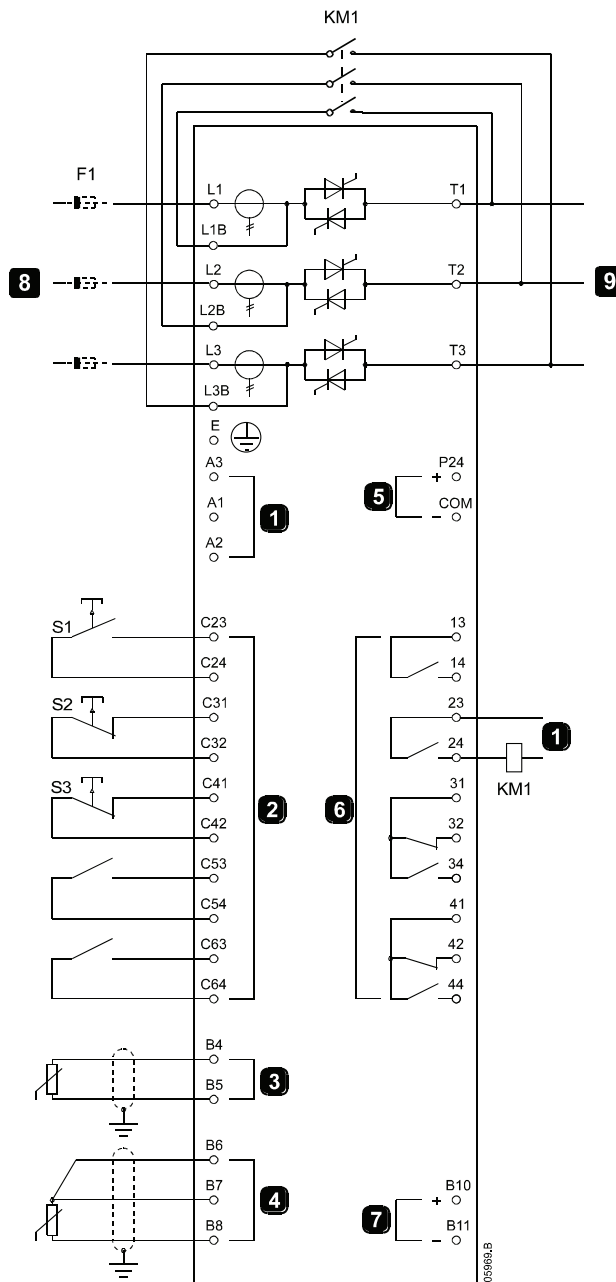 KM1
F1
L1
T1
L1B
8
L2
T2
9
L2B
L3
T3
L3B
E
A3
P24
+
1
5
A1
COM
-
A2
S1
C23
13
C24
14
S2
C31
23
1
C32
24
KM1
S3
C41
31
2
6
C42
32
C53
34
C54
41
C63
42
C64
44
B4
3
B5
B6
B7
B10
4
+
7
B8
B11
-
05969.B